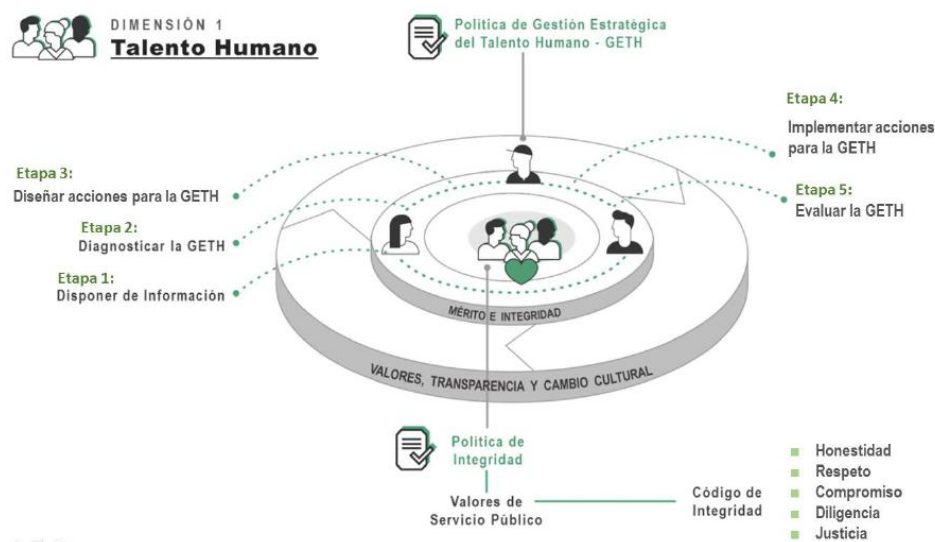 DIMENSIÓN 1
Talento Humano
Política de Gestión Estratégica
del Talento Humano - GETH
Etapa 4:
Implementar acciones
para la GETH
Etapa 3:
Diseñar acciones para la GETH
Etapa 5:
Evaluar la GETH
Etapa 2:
Diagnosticar la GETH
Etapa 1:
Disponer de Información
MÉRITO E INTEGRIDAD
VALORES, TRANSPARENCIA Y CAMBIO CULTURAL
Política de
Integridad
Valores de
Servicio Público
Código de
Integridad
Honestidad
Respeto
Compromiso
Diligencia
Justicia